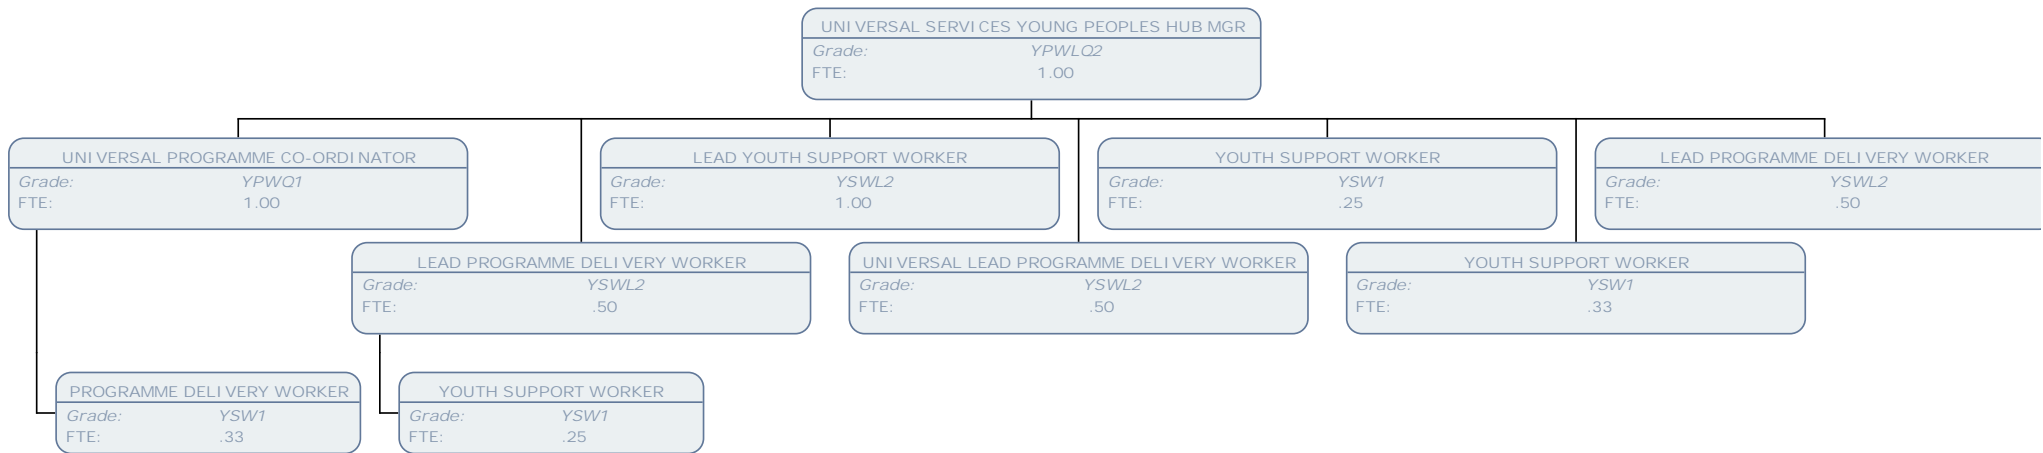 UNIVERSAL SERVICES YOUNG PEOPLES HUB MGR
Grade: YPWLQ2
FTE: 1.00
UNIVERSAL PROGRAMME CO-ORDINATOR
Grade: YPWQ1
FTE: 1.00
LEAD YOUTH SUPPORT WORKER
Grade: YSWL2
FTE: 1.00
YOUTH SUPPORT WORKER
Grade: YSW1
FTE: .25
LEAD PROGRAMME DELIVERY WORKER
Grade: YSWL2
FTE: .50
LEAD PROGRAMME DELIVERY WORKER
Grade: YSWL2
FTE: .50
UNIVERSAL LEAD PROGRAMME DELIVERY WORKER
Grade: YSWL2
FTE: .50
YOUTH SUPPORT WORKER
Grade: YSW1
FTE: .33
PROGRAMME DELIVERY WORKER
Grade: YSW1
FTE: .33
YOUTH SUPPORT WORKER
Grade: YSW1
FTE: .25